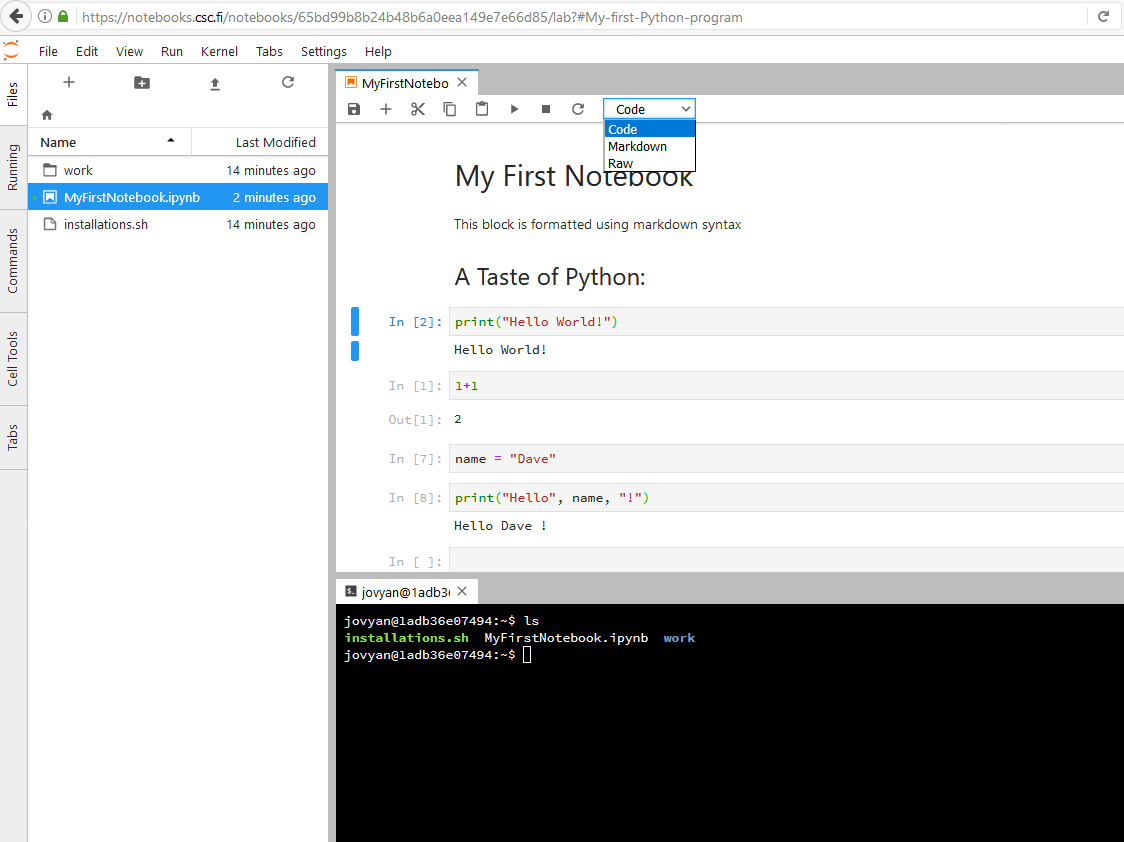 https://notebooks.csc.fi/notebooks/65bd99b8b24b48b6a0eea149e7e66d85/lab?#My-first-Python-program
File Edit View Run Kernel Tabs Settings Help
Files
Running
Commands
Cell Tools
Tabs
Name Last Modified
work 14 minutes ago
MyFirstNotebook.ipynb 2 minutes ago
installations.sh 14 minutes ago
MyFirstNotebo
Code
Code
Markdown
Raw
My First Notebook
This block is formatted using markdown syntax
A Taste of Python:
In [2]: print("Hello World!")
Hello World!
In [1]: 1+1
Out[1]: 2
In [7]: name = "Dave"
In [8]: print("Hello", name, "!")
Hello Dave !
In [ ]:
jovyan@1adb36
jovyan@1adb36e07494:~$ ls
installations.sh MyFirstNotebook.ipynb work
jovyan@1adb36e07494:~$